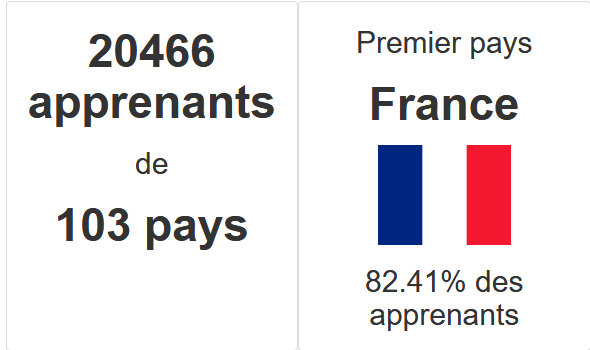 20466
apprenants
de
103 pays
Premier pays
France
82.41% des
apprenants